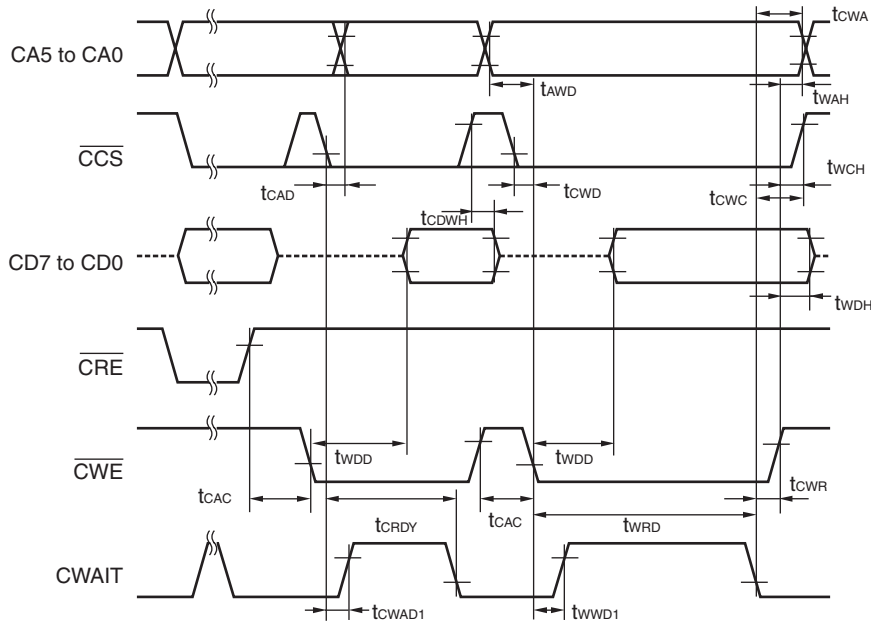 tCWA
CA5 to CA0
tAWD
tWAH
CCS
tWCH
tCAD
tCWD
tCWC
tCDWH
CD7 to CD0
tWDH
CRE
tWDD
tWDD
CWE
tCWR
tCAC
tCAC
tCRDY
tWRD
CWAIT
tCWAD1
tWWD1